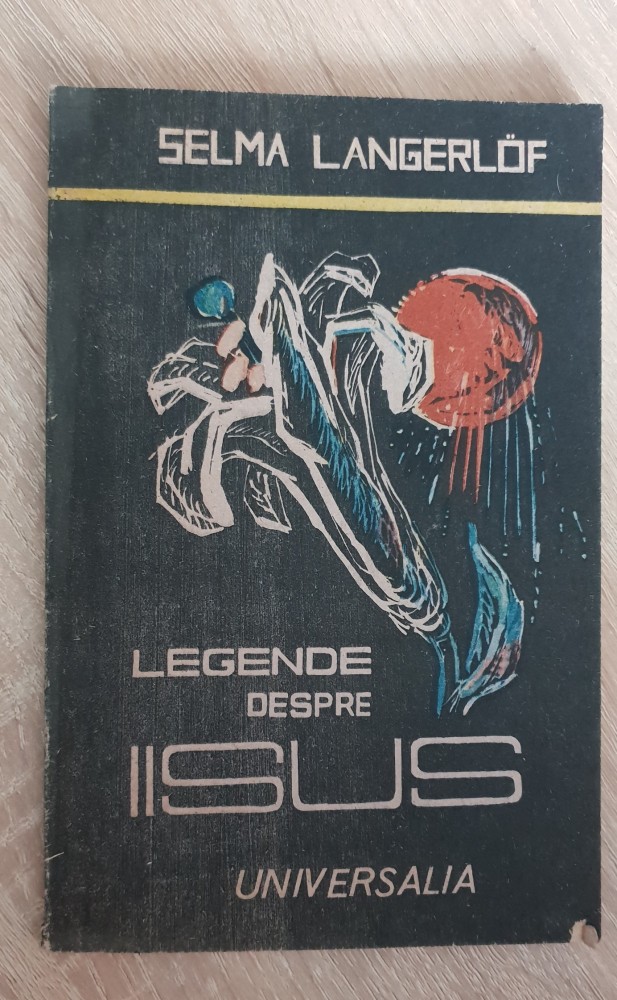 SELMA LANGERLÖF
LEGENDE
DESPRE
IISUS
UNIVERSALIA